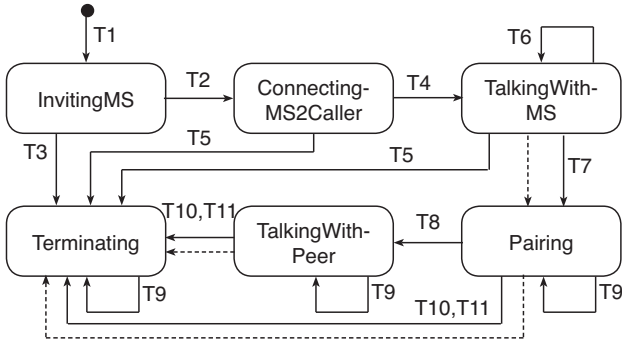 T1
T6
InvitingMS
T2
Connecting-
MS2Caller
T4
TalkingWith-
MS
T3
T5
T5
T7
Terminating
T10,T11
TalkingWith-
Peer
T8
Pairing
T9
T9
T10,T11
T9